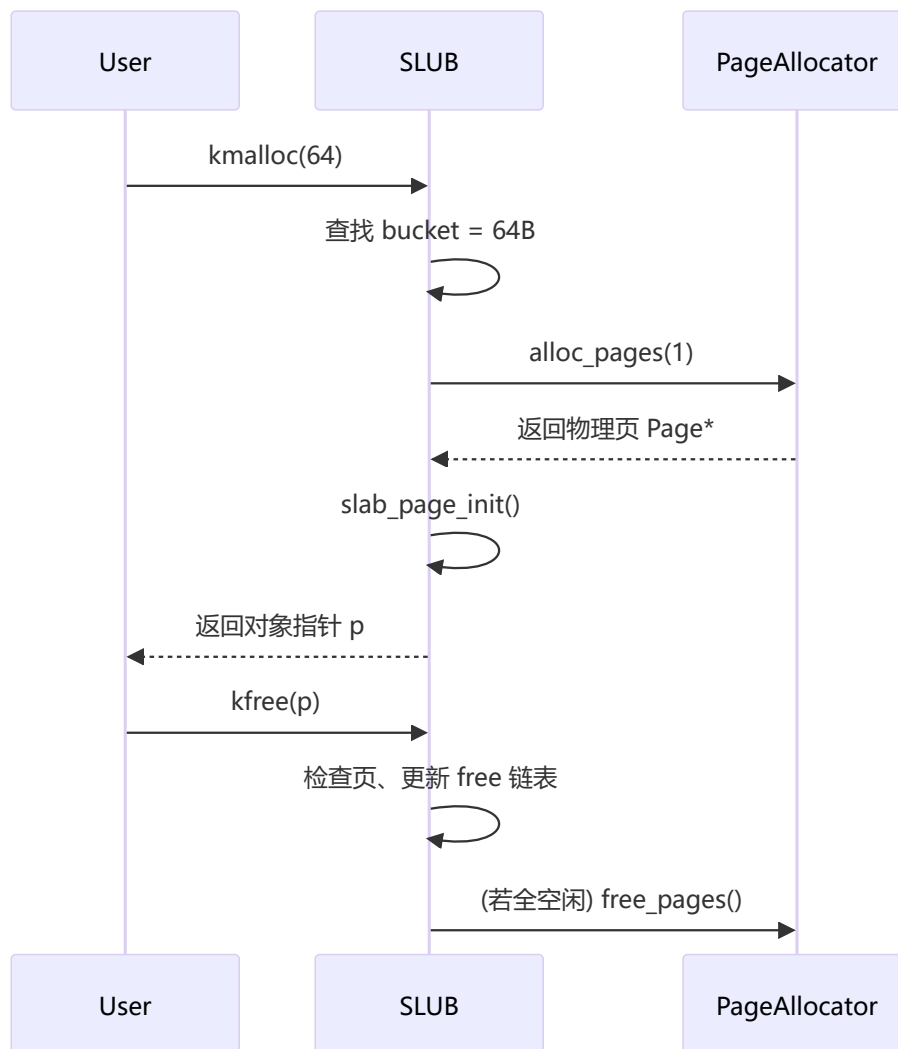 User
SLUB
PageAllocator
kmalloc(64)
查找 bucket = 64B
alloc_pages(1)
返回物理页 Page*
slab_page_init()
返回对象指针 p
kfree(p)
检查页、更新 free 链表
(若全空闲) free_pages()
User
SLUB
PageAllocator